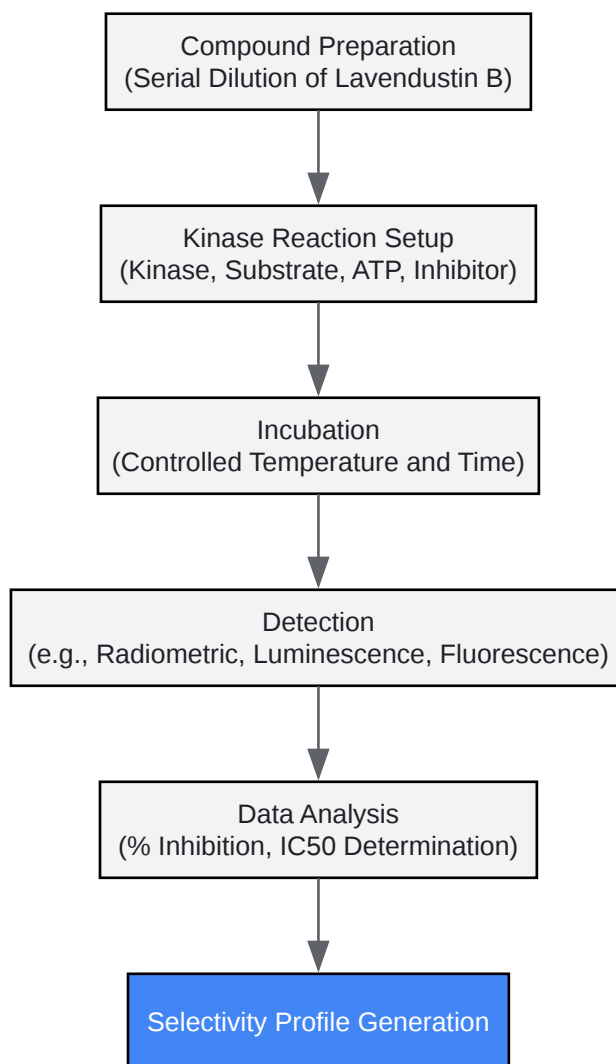 Compound Preparation
(Serial Dilution of Lavendustin B)
Kinase Reaction Setup
(Kinase, Substrate, ATP, Inhibitor)
Incubation
(Controlled Temperature and Time)
Detection
(e.g., Radiometric, Luminescence, Fluorescence)
Data Analysis
(% Inhibition, IC50 Determination)
Selectivity Profile Generation